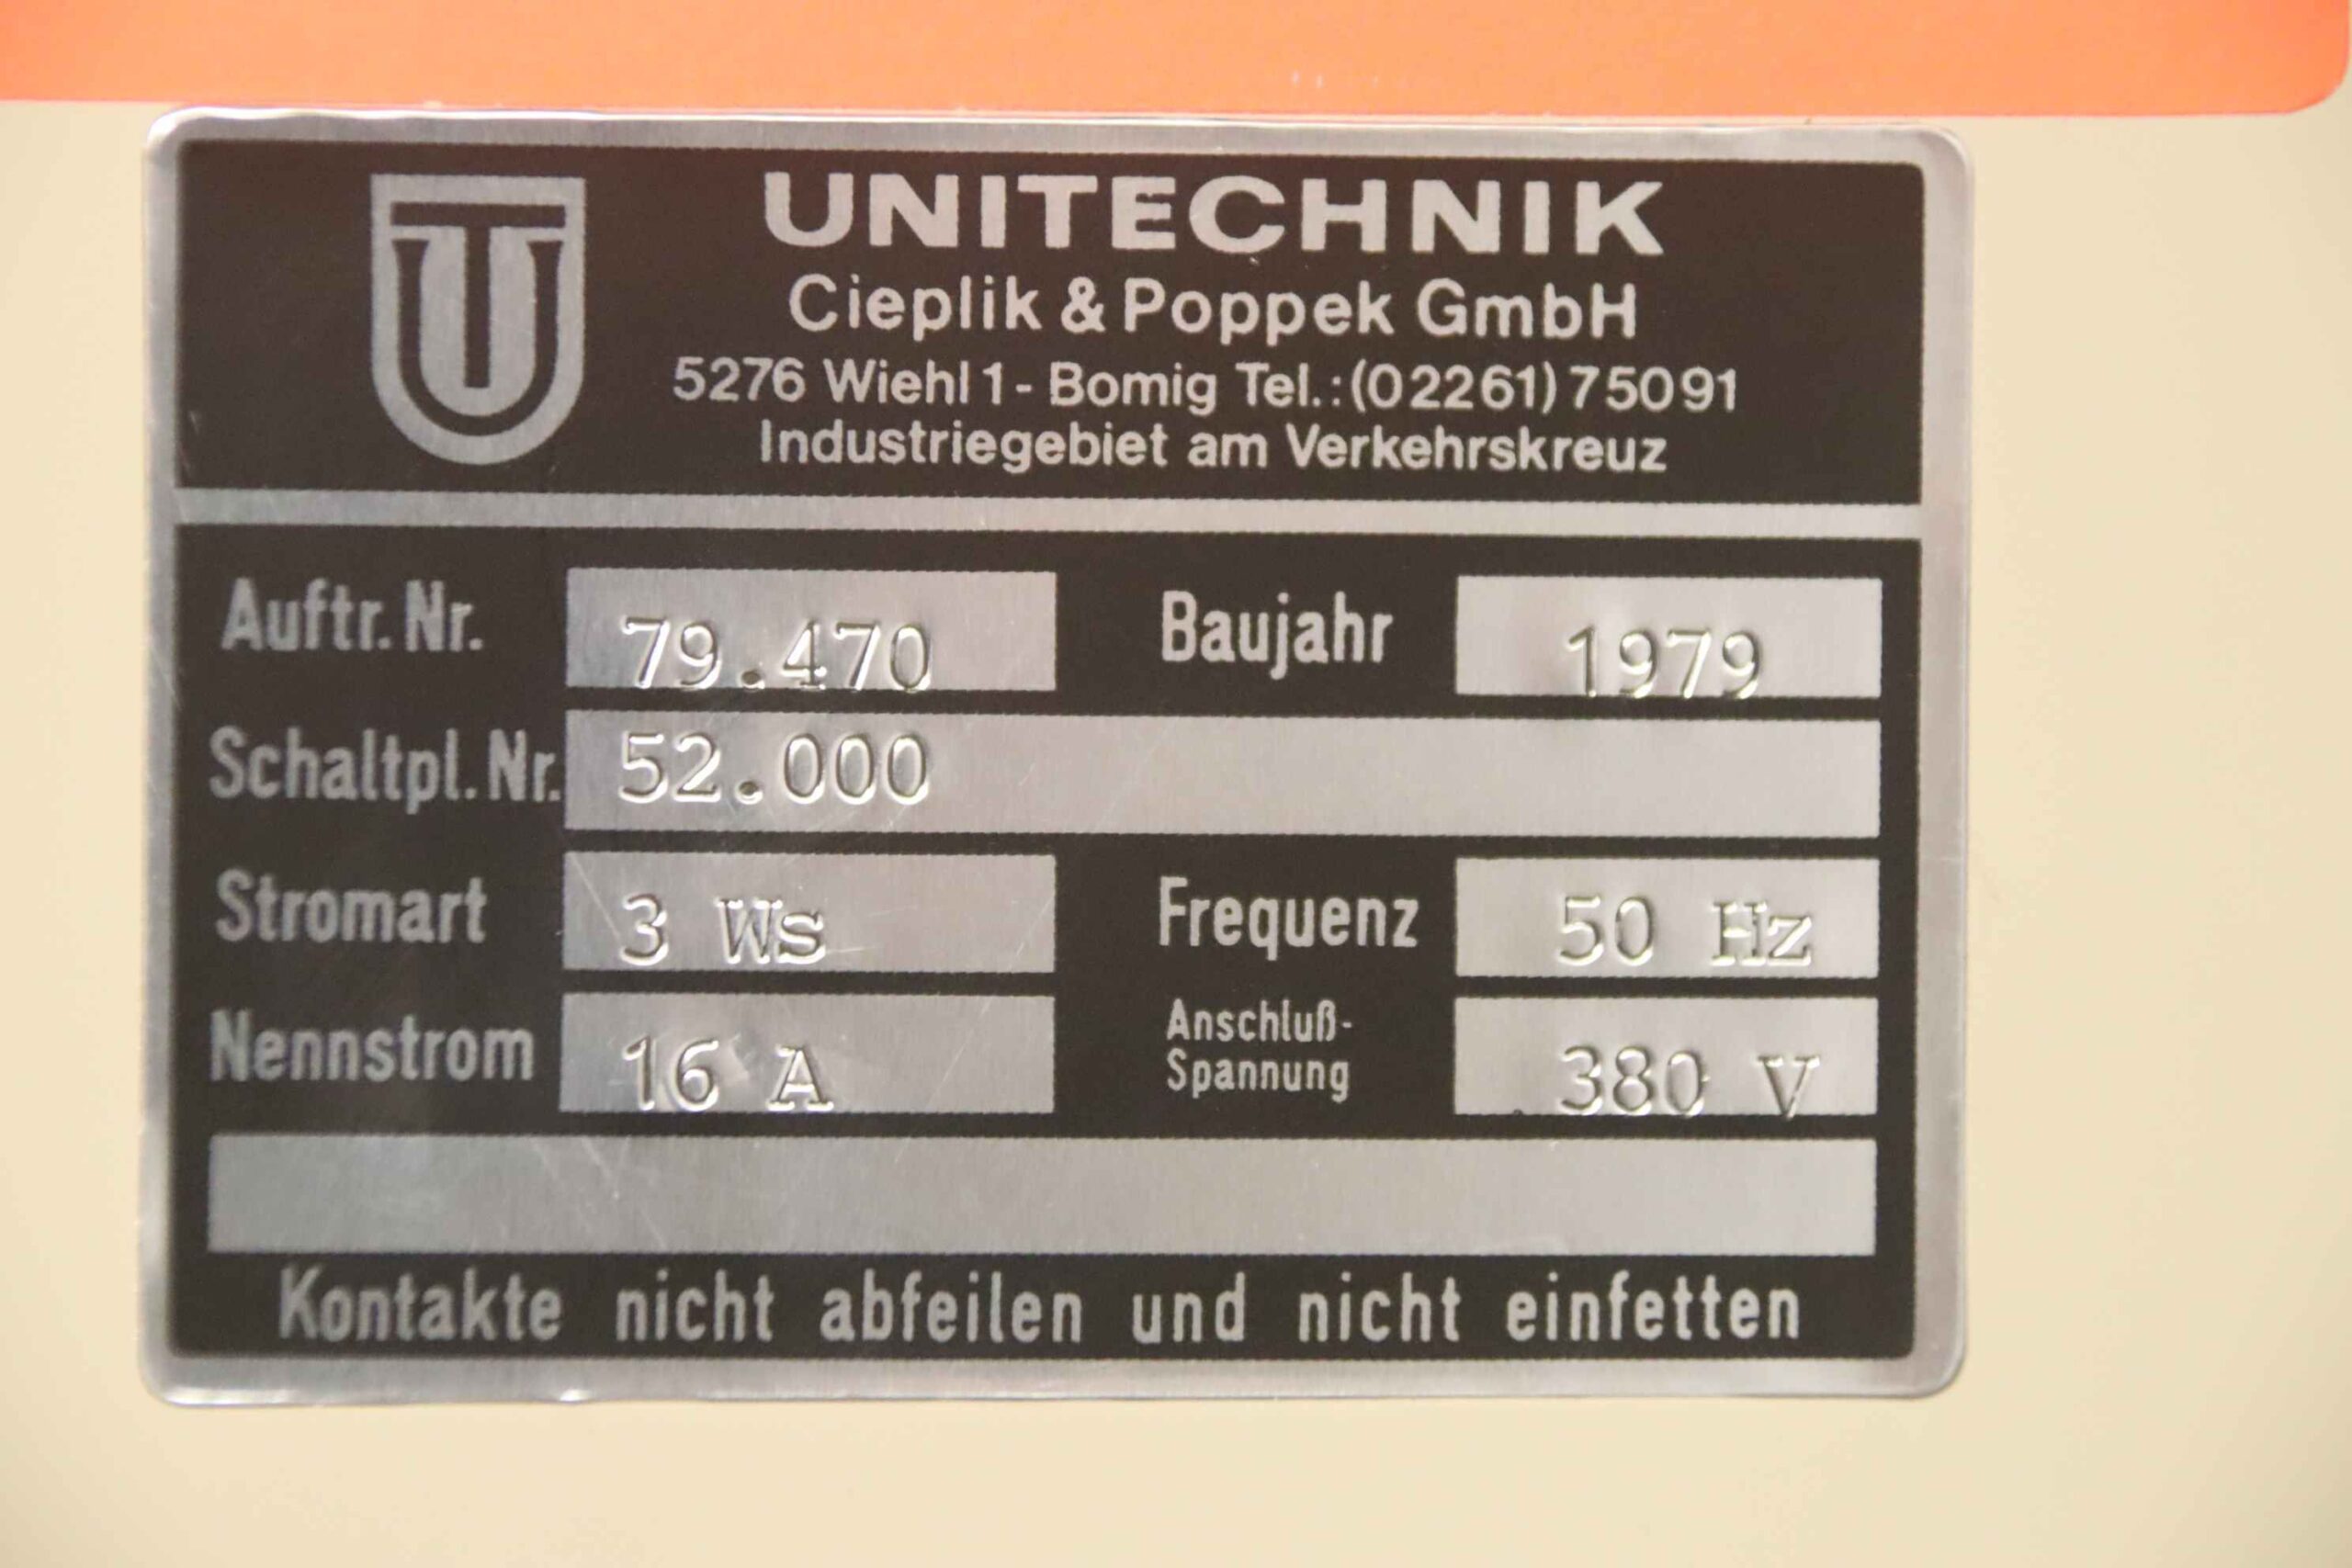 UNITECHNIK
Cieplik & Poppek GmbH
5276 Wiehl 1 - Bomig Tel.: (02261) 75091
Industriegebiet am Verkehrskreuz
Auftr. Nr. 79.470 Baujahr 1979
Schaltpl. Nr. 52.000
Stromart 3 Ws Frequenz 50 Hz
Nennstrom 16 A Anschluß-
Spannung 380 V
Kontakte nicht abfeilen und nicht einfetten